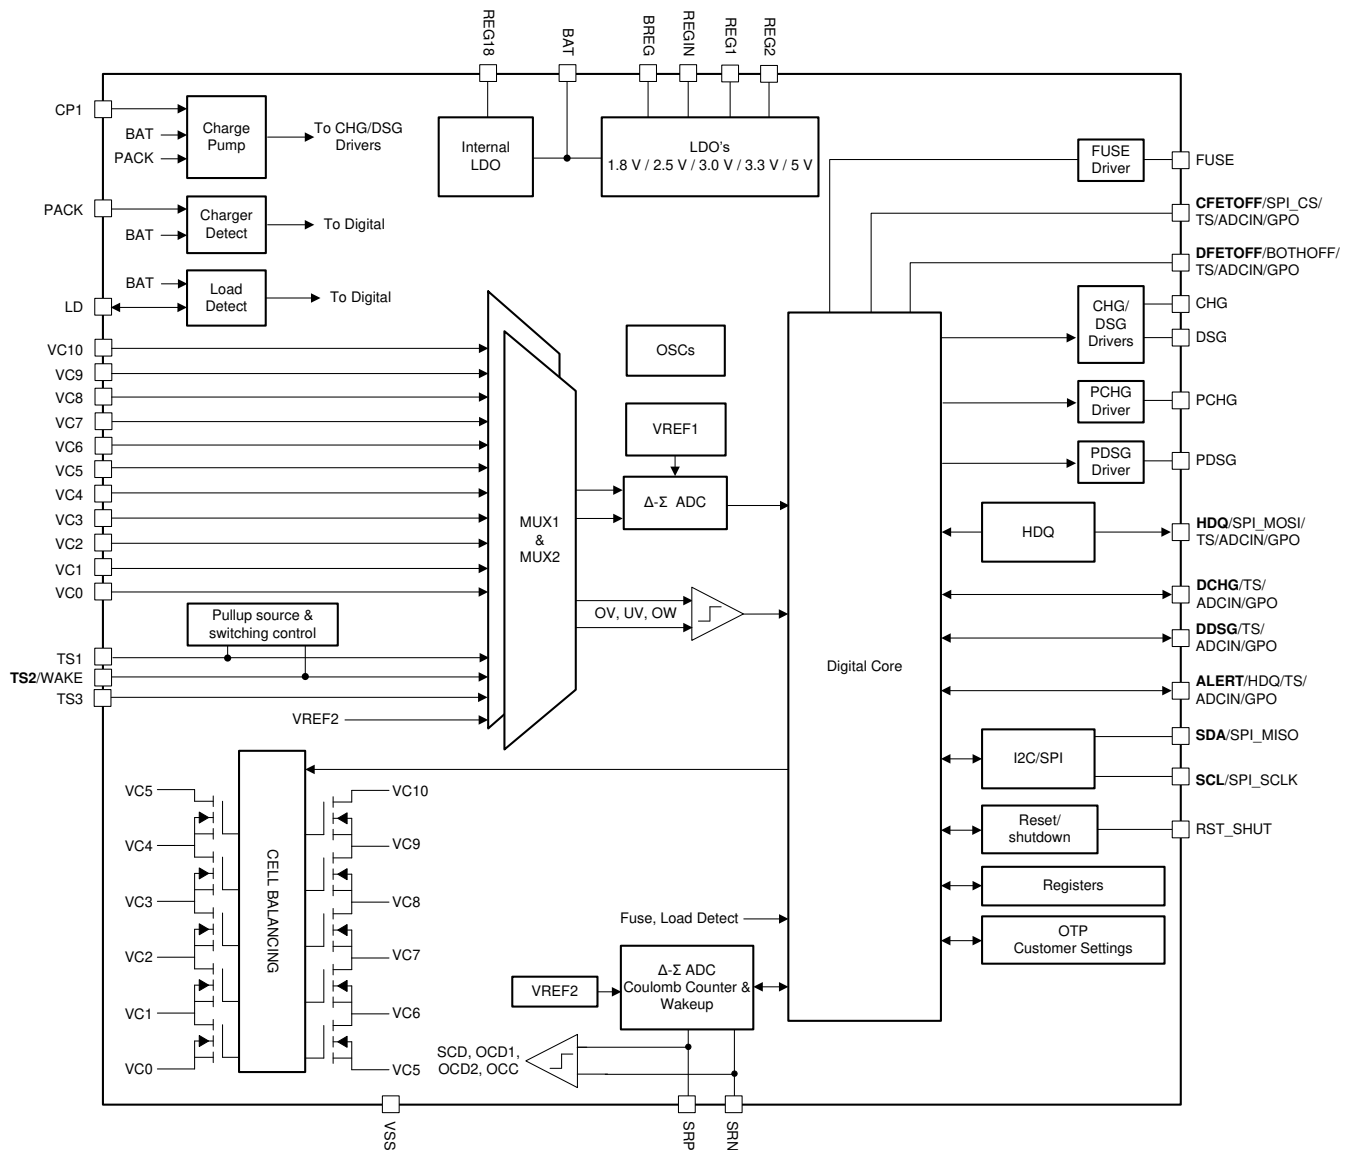 REG18
BAT
BREG
REGIN
REG1
REG2
CP1
BAT
PACK
Charge
Pump
To CHG/DSG
Drivers
Internal
LDO
LDO's
1.8 V / 2.5 V / 3.0 V / 3.3 V / 5 V
FUSE
Driver
FUSE
PACK
BAT
Charger
Detect
To Digital
CFETOFF/SPI_CS/
TS/ADCIN/GPO
DFETOFF/BOTHOFF/
TS/ADCIN/GPO
BAT
LD
Load
Detect
To Digital
CHG/
DSG
Drivers
CHG
DSG
VC10
VC9
VC8
VC7
VC6
VC5
VC4
VC3
VC2
VC1
VC0
OSCs
VREF1
Δ-Σ ADC
MUX1
&
MUX2
OV, UV, OW
PCHG
Driver
PCHG
PDSG
Driver
PDSG
HDQ
HDQ/SPI_MOSI/
TS/ADCIN/GPO
DCHG/TS/
ADCIN/GPO
DDSG/TS/
ADCIN/GPO
Pullup source &
switching control
TS1
TS2/WAKE
TS3
VREF2
Digital Core
ALERT/HDQ/TS/
ADCIN/GPO
I2C/SPI
SDA/SPI_MISO
SCL/SPI_SCLK
Reset/
shutdown
RST_SHUT
Registers
OTP
Customer Settings
VC5
VC4
VC3
VC2
VC1
VC0
CELL BALANCING
VC10
VC9
VC8
VC7
VC6
VC5
Fuse, Load Detect
VREF2
Δ-Σ ADC
Coulomb Counter &
Wakeup
SCD, OCD1,
OCD2, OCC
VSS
SRP
SRN